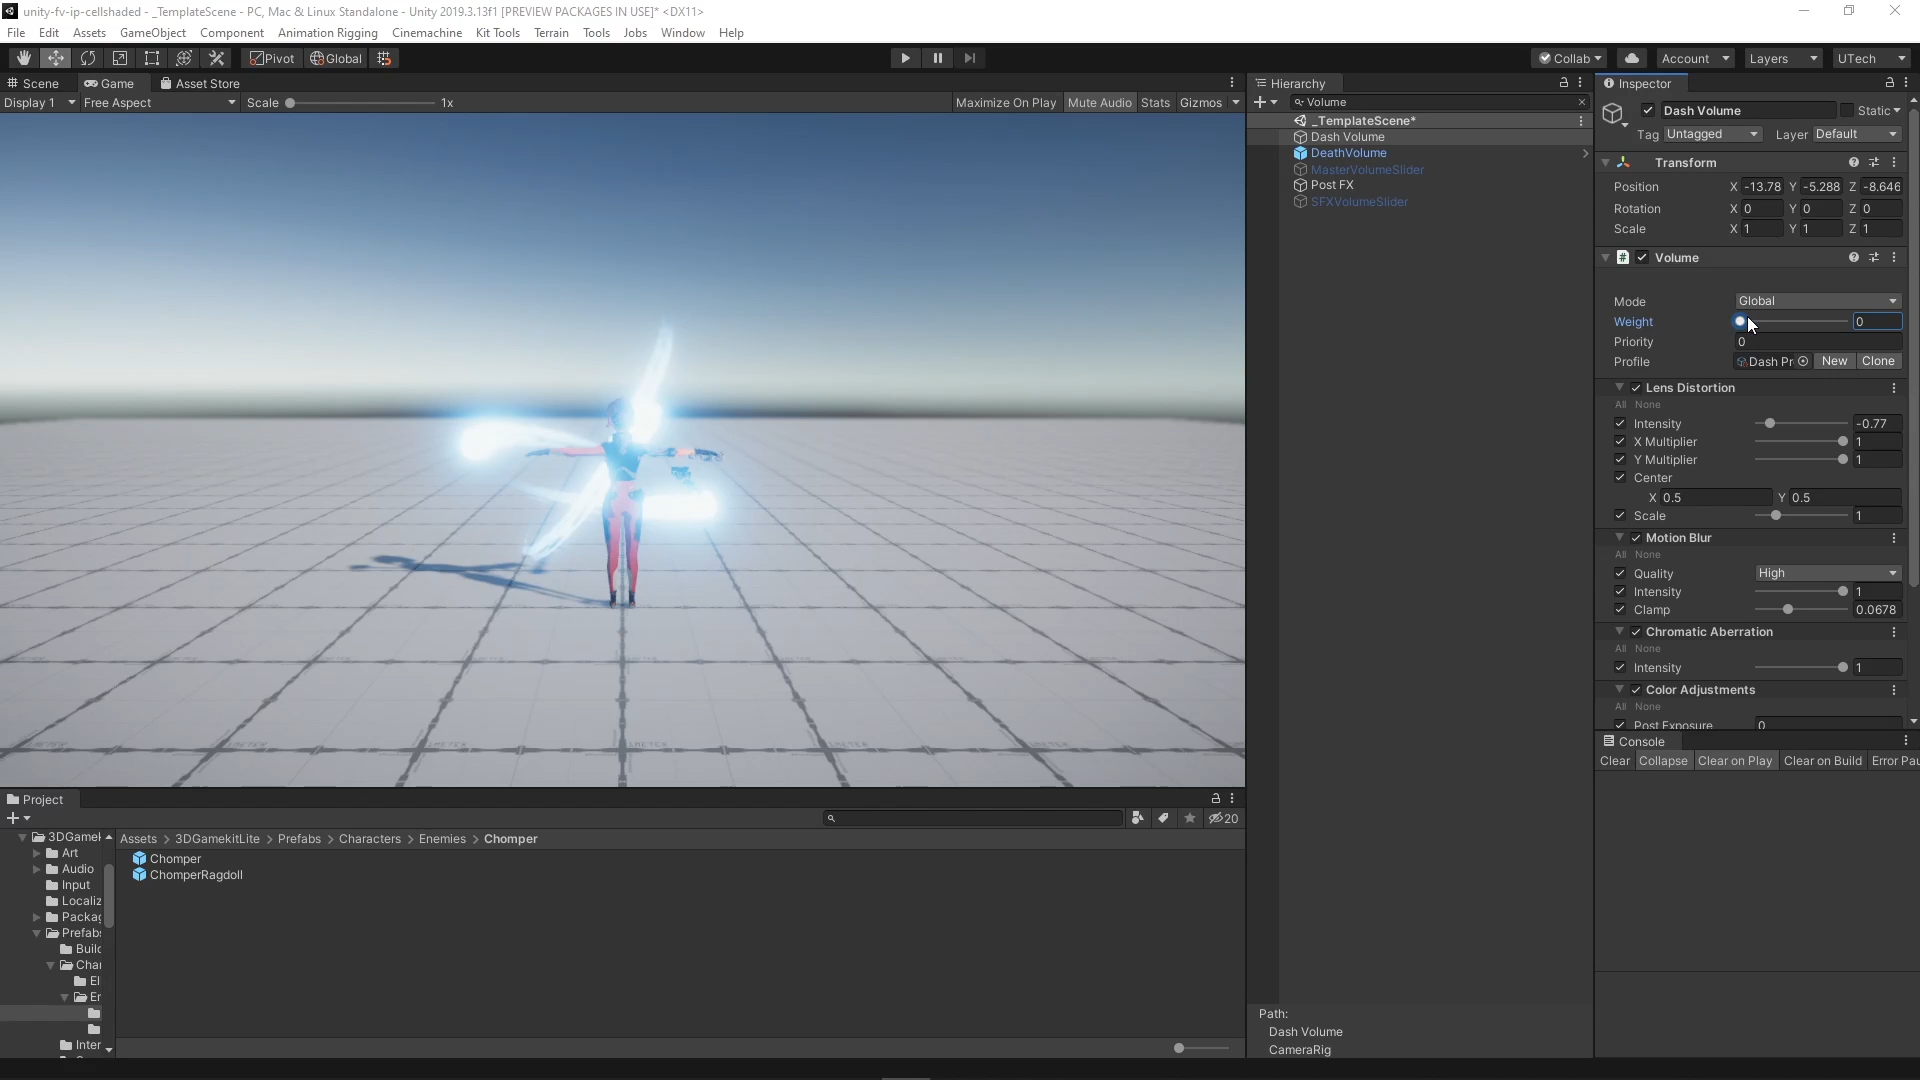 unity-fv-ip-cellshaded - _TemplateScene - PC, Mac & Linux Standalone - Unity 2019.3.13f1 [PREVIEW PACKAGES IN USE]* <DX11>
File Edit Assets GameObject Component Animation Rigging Cinemachine Kit Tools Terrain Tools Jobs Window Help
Pivot Global Collab Account Layers UTech
Scene Game Asset Store
Display 1 Free Aspect Scale 1x Maximize On Play Mute Audio Stats Gizmos
Hierarchy
Volume
_TemplateScene*
Dash Volume
DeathVolume
MasterVolumeSlider
Post FX
SFXVolumeSlider
Path:
Dash Volume
CameraRig
Inspector
Dash Volume Static
Tag Untagged Layer Default
Transform
Position X -13.78 Y -5.288 Z -8.646
Rotation X 0 Y 0 Z 0
Scale X 1 Y 1 Z 1
# Volume
Mode Global
Weight 0
Priority 0
Profile Dash Pr New Clone
Lens Distortion
All None
Intensity -0.77
X Multiplier 1
Y Multiplier 1
Center
X 0.5 Y 0.5
Scale 1
Motion Blur
All None
Quality High
Intensity 1
Clamp 0.0678
Chromatic Aberration
All None
Intensity 1
Color Adjustments
All None
Post Exposure 0
Console
Clear Collapse Clear on Play Clear on Build Error Pau
Project
20
3DGamek
Art
Audio
Input
Localiz
Packag
Prefabs
Build
Cha
El
En
Inter
Assets > 3DGamekitLite > Prefabs > Characters > Enemies > Chomper
Chomper
ChomperRagdoll